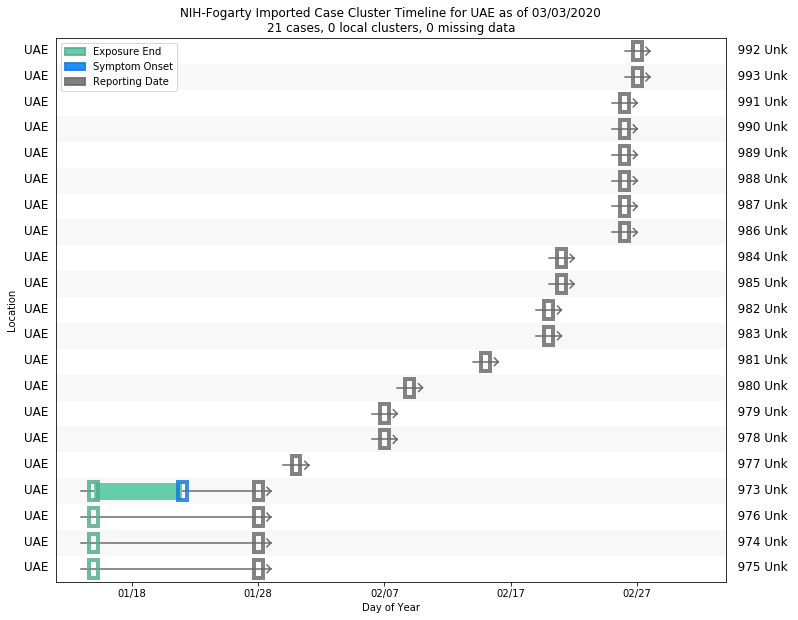 NIH-Fogarty Imported Case Cluster Timeline for UAE as of 03/03/2020
21 cases, 0 local clusters, 0 missing data
Exposure End
Symptom Onset
Reporting Date
UAE 992 Unk
UAE 993 Unk
UAE 991 Unk
UAE 990 Unk
UAE 989 Unk
UAE 988 Unk
UAE 987 Unk
UAE 986 Unk
UAE 984 Unk
UAE 985 Unk
UAE 982 Unk
UAE 983 Unk
UAE 981 Unk
UAE 980 Unk
UAE 979 Unk
UAE 978 Unk
UAE 977 Unk
UAE 973 Unk
UAE 976 Unk
UAE 974 Unk
UAE 975 Unk
Location
01/18 01/28 02/07 02/17 02/27
Day of Year